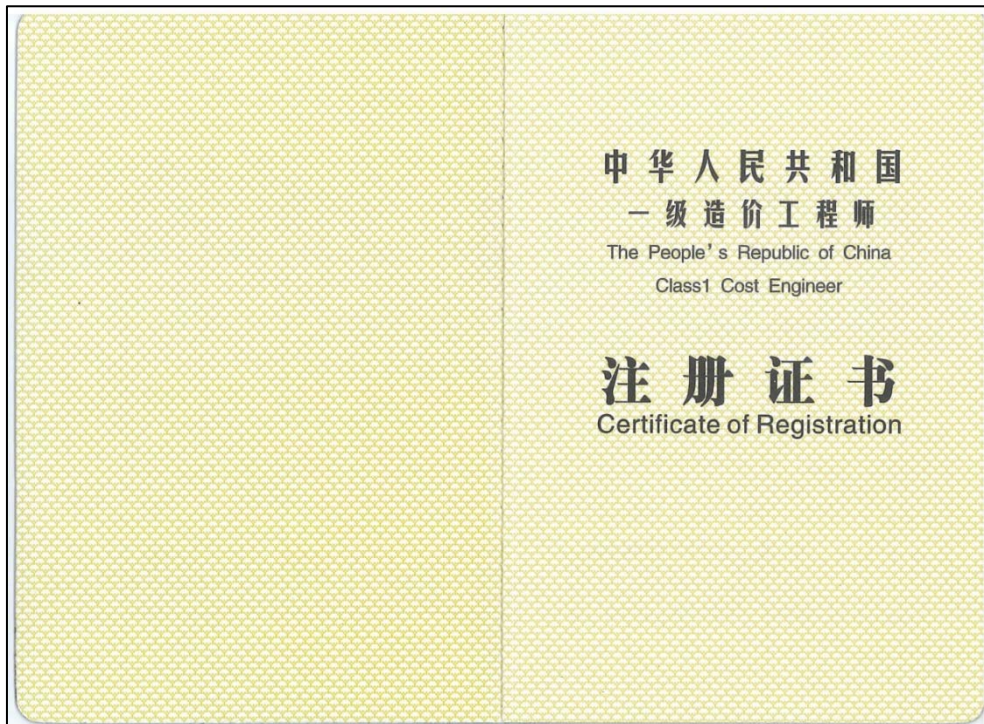 中华人民共和国
一级造价工程师
The People's Republic of China
Class1 Cost Engineer
注册证书
Certificate of Registration